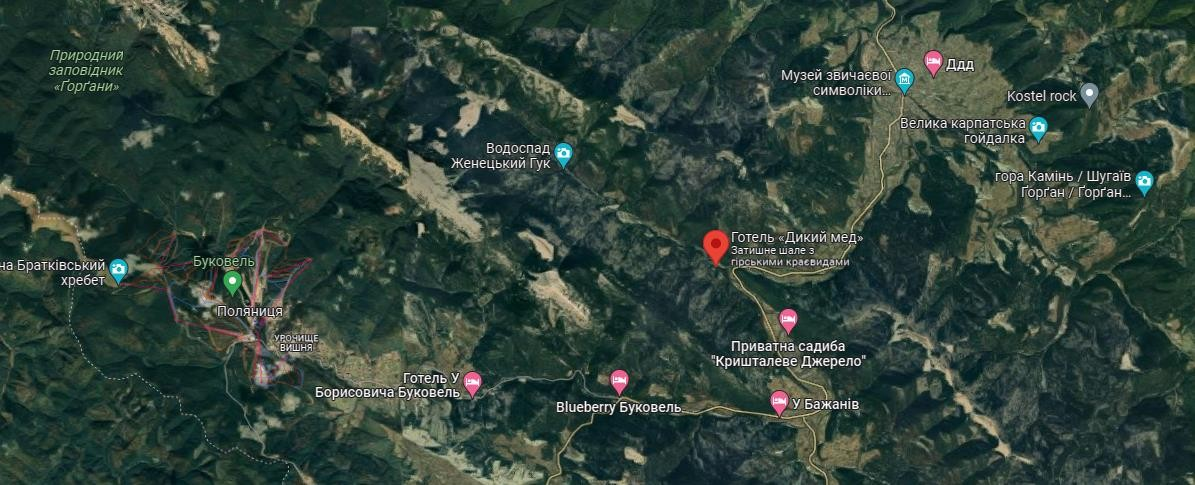 Природний
заповідник
«Ґорґани»
Ддд
Музей звичаєвої
символіки...
Kostel rock
Велика карпатська
гойдалка
Водоспад
Женецький Гук
гора Камінь / Шугаїв
Ґорґан / Ґорґан...
Готель «Дикий мед»
Затишне шале з
гірськими краєвидами
Буковель
на Братківський
хребет
Поляниця
УРОЧИЩЕ
ВИШНЯ
Приватна садиба
"Кришталеве Джерело"
Готель У
Борисовича Буковель
Blueberry Буковель
У Бажанів